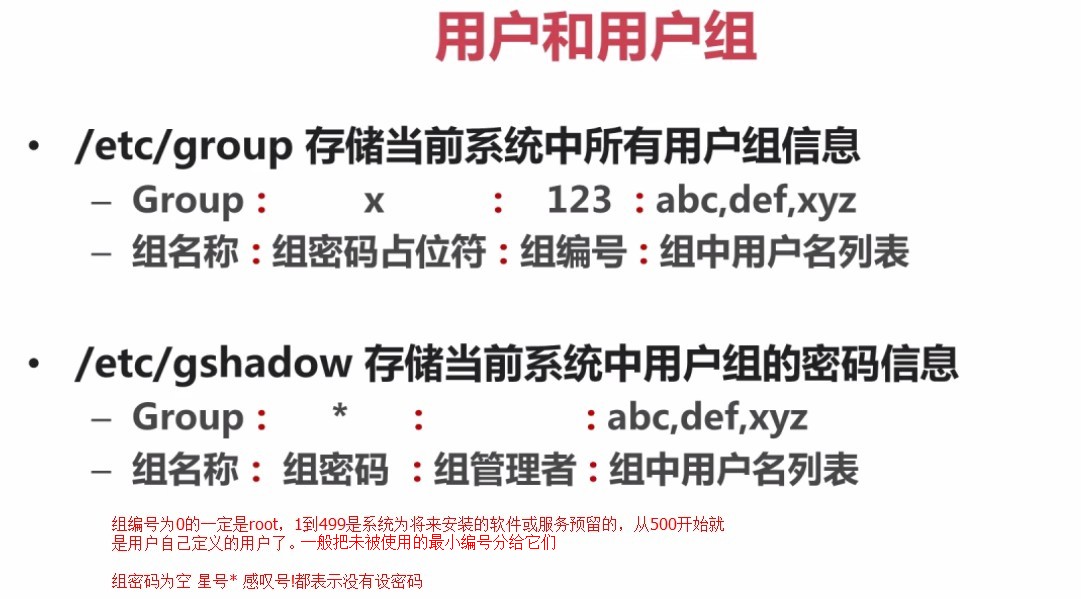 用户和用户组
• /etc/group 存储当前系统中所有用户组信息
– Group： x ： 123 ：abc,def,xyz
– 组名称：组密码占位符：组编号：组中用户名列表
• /etc/gshadow 存储当前系统中用户组的密码信息
– Group： * ： ：abc,def,xyz
– 组名称： 组密码 ：组管理者：组中用户名列表
组编号为0的一定是root，1到499是系统为将来安装的软件或服务预留的，从500开始就
是用户自己定义的用户了。一般把未被使用的最小编号分给它们
组密码为空 星号* 感叹号!都表示没有设密码